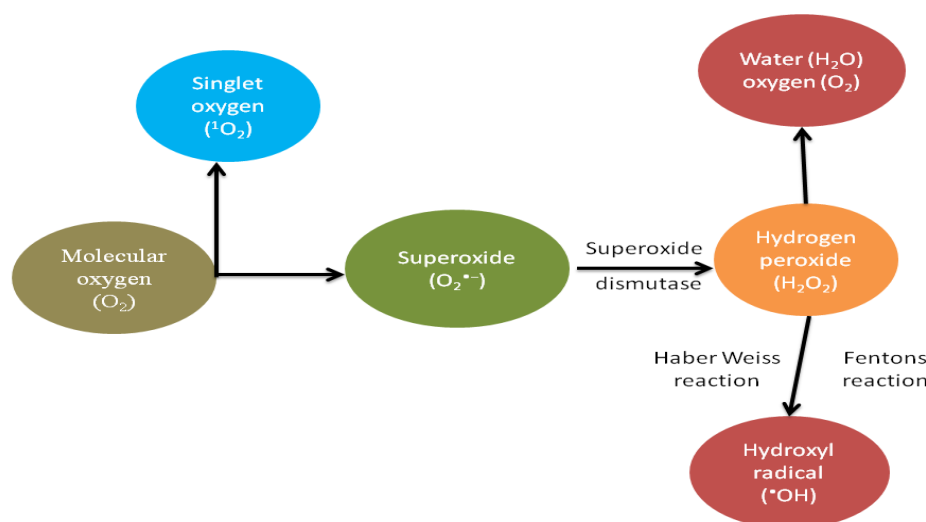 Singlet
oxygen
(¹O₂)
Water (H₂O)
oxygen (O₂)
Molecular
oxygen
(O₂)
Superoxide
(O₂•⁻)
Superoxide
dismutase
Hydrogen
peroxide
(H₂O₂)
Haber Weiss
reaction
Fentons
reaction
Hydroxyl
radical
(•OH)